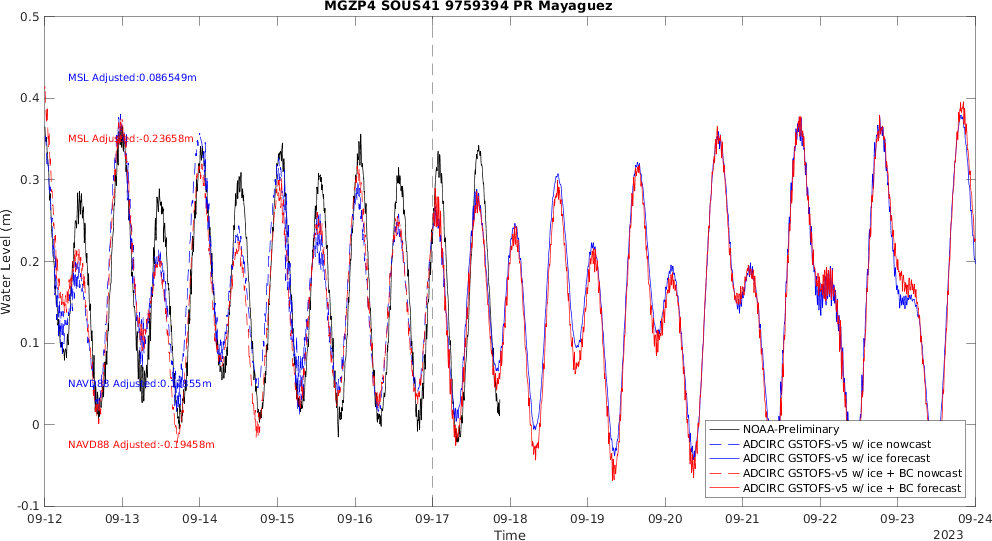 MGZP4 SOUS41 9759394 PR Mayaguez
0.5
0.4
0.3
0.2
0.1
0
-0.1
Water Level (m)
MSL Adjusted:0.086549m
MSL Adjusted:-0.23658m
NAVD88 Adjusted:
NAVD88 Adjusted:-0.19458m
NOAA-Preliminary
ADCIRC GSTOFS-v5 w/ ice nowcast
ADCIRC GSTOFS-v5 w/ ice forecast
ADCIRC GSTOFS-v5 w/ ice + BC nowcast
ADCIRC GSTOFS-v5 w/ ice + BC forecast
09-12 09-13 09-14 09-15 09-16 09-17 09-18 09-19 09-20 09-21 09-22 09-23 09-24
Time
2023